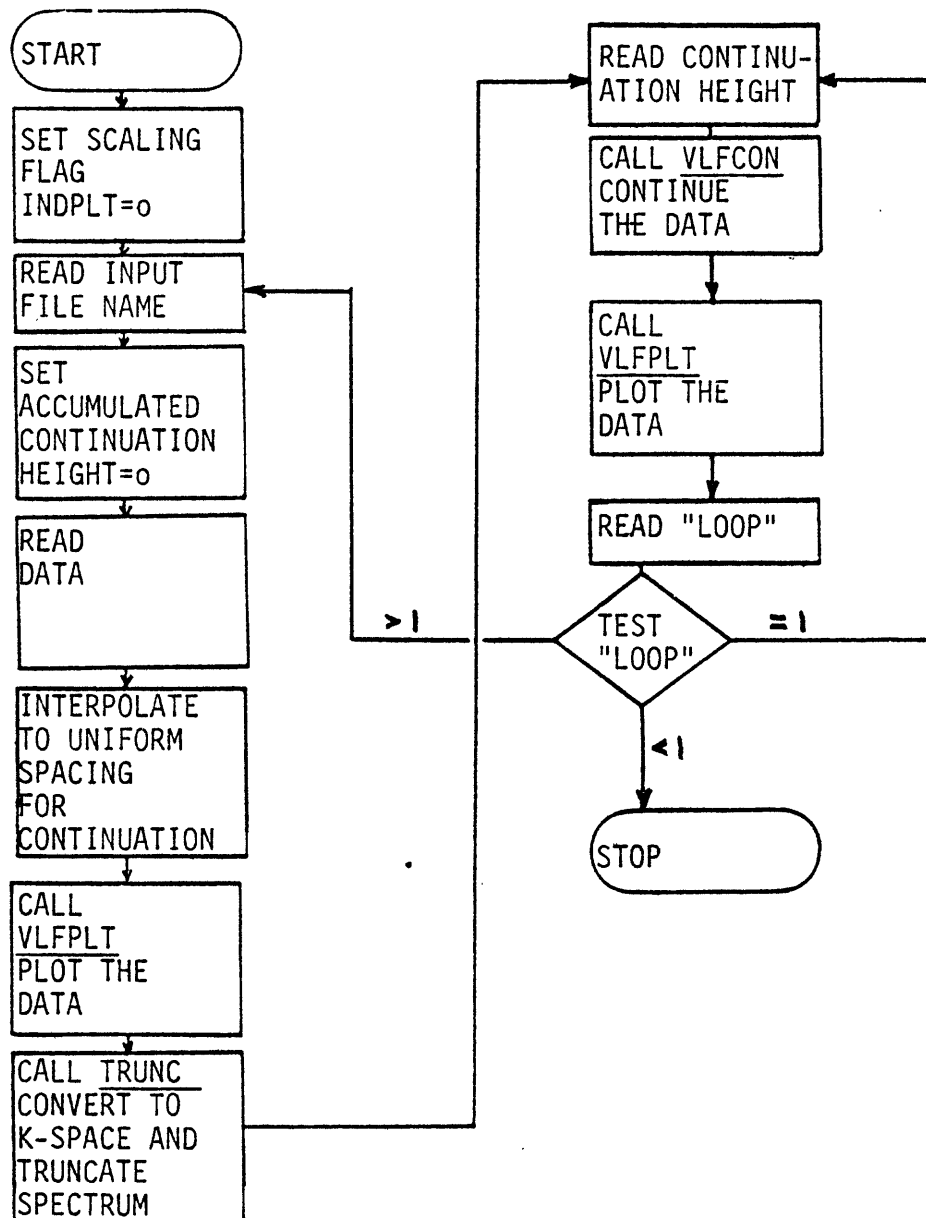 START
SET SCALING
FLAG
INDPLT=o
READ INPUT
FILE NAME
SET
ACCUMULATED
CONTINUATION
HEIGHT=o
READ
DATA
INTERPOLATE
TO UNIFORM
SPACING
FOR
CONTINUATION
CALL
VLFPLT
PLOT THE
DATA
CALL TRUNC
CONVERT TO
K-SPACE AND
TRUNCATE
SPECTRUM
READ CONTINU-
ATION HEIGHT
CALL VLFCON
CONTINUE
THE DATA
CALL
VLFPLT
PLOT THE
DATA
READ "LOOP"
TEST
"LOOP"
>1
=1
<1
STOP